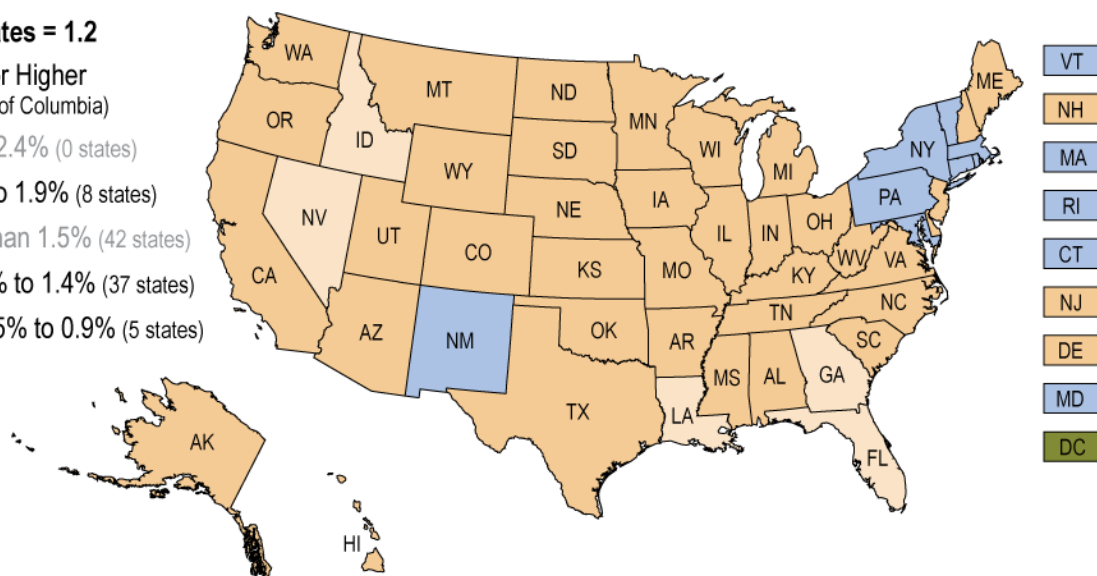 ates = 1.2
or Higher
of Columbia)
2.4% (0 states)
o 1.9% (8 states)
han 1.5% (42 states)
% to 1.4% (37 states)
5% to 0.9% (5 states)
WA
MT
ND
MN
ME
VT
OR
ID
SD
WI
MI
NY
NH
WY
MA
NV
UT
CO
NE
IA
IL
IN
OH
PA
RI
CA
KS
MO
KY
WV
VA
CT
AZ
NM
OK
AR
TN
NC
NJ
SC
DE
TX
MS
AL
GA
MD
LA
DC
AK
FL
HI